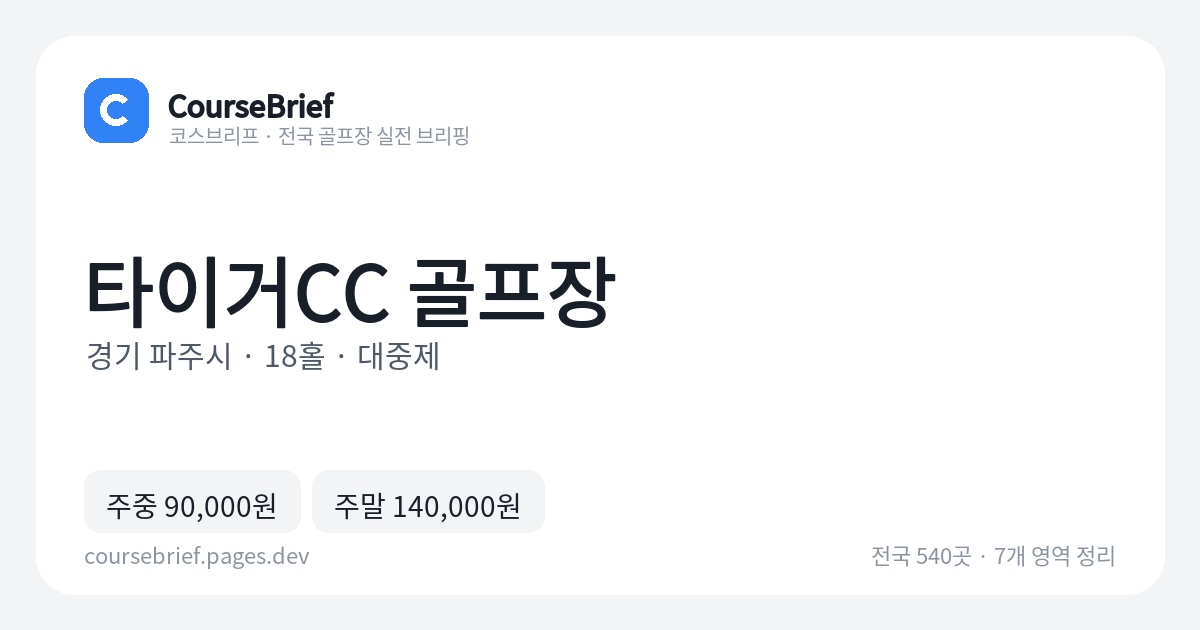 CourseBrief
코스브리프 · 전국 골프장 실전 브리핑
타이거CC 골프장
경기 파주시 · 18홀 · 대중제
주중 90,000원 주말 140,000원
coursebrief.pages.dev 전국 540곳 · 7개 영역 정리